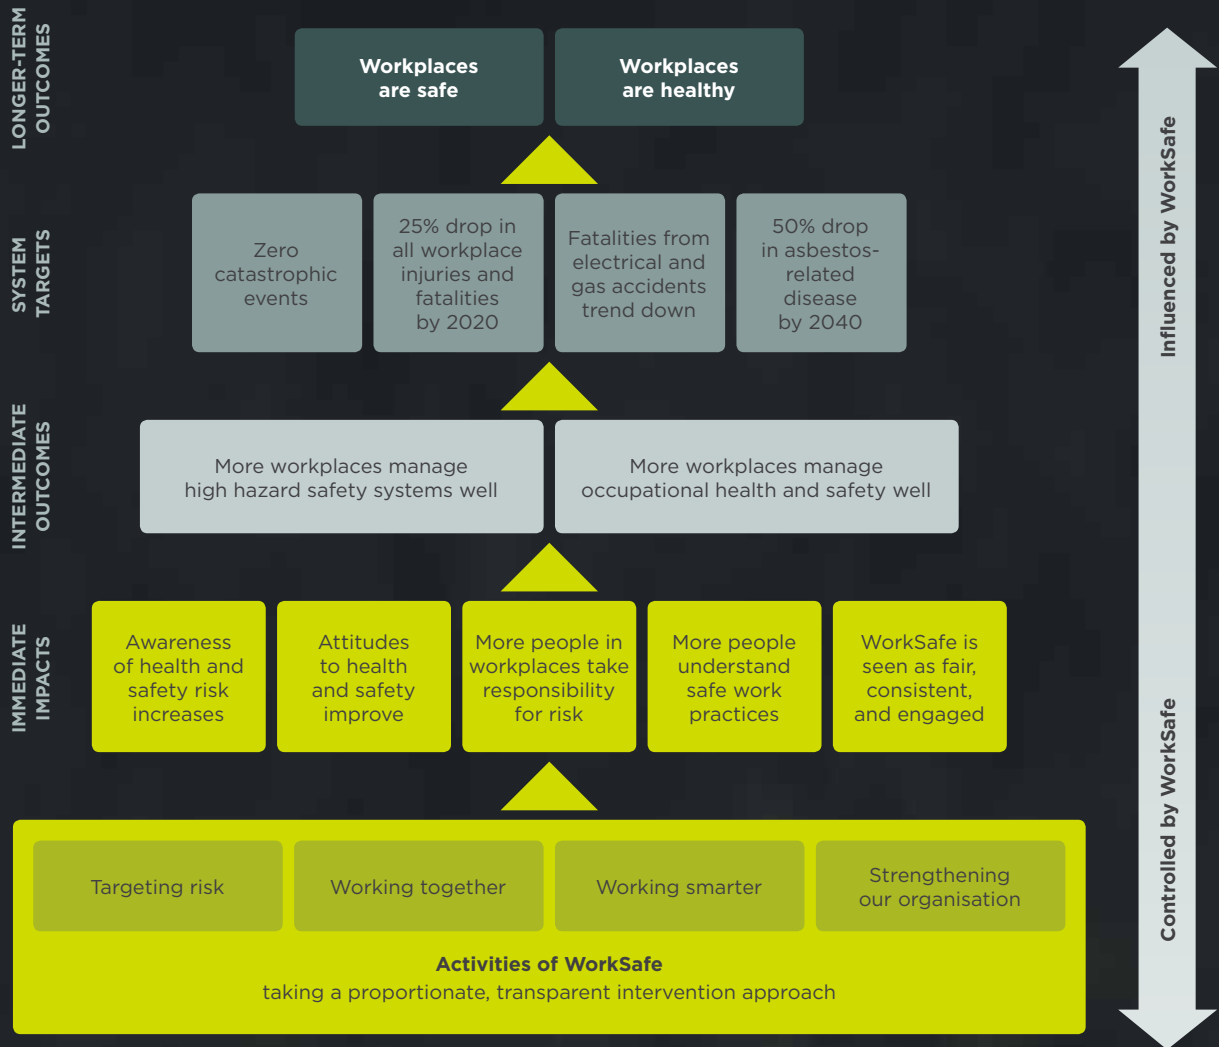 LONGER-TERM
OUTCOMES
Workplaces
are safe
Workplaces
are healthy
SYSTEM
TARGETS
Zero
catastrophic
events
25% drop in
all workplace
injuries and
fatalities
by 2020
Fatalities from
electrical and
gas accidents
trend down
50% drop
in asbestos-
related
disease
by 2040
Influenced by WorkSafe
INTERMEDIATE
OUTCOMES
More workplaces manage
high hazard safety systems well
More workplaces manage
occupational health and safety well
IMMEDIATE
IMPACTS
Awareness
of health and
safety risk
increases
Attitudes
to health
and safety
improve
More people in
workplaces take
responsibility
for risk
More people
understand
safe work
practices
WorkSafe is
seen as fair,
consistent,
and engaged
Controlled by WorkSafe
Targeting risk
Working together
Working smarter
Strengthening
our organisation
Activities of WorkSafe
taking a proportionate, transparent intervention approach